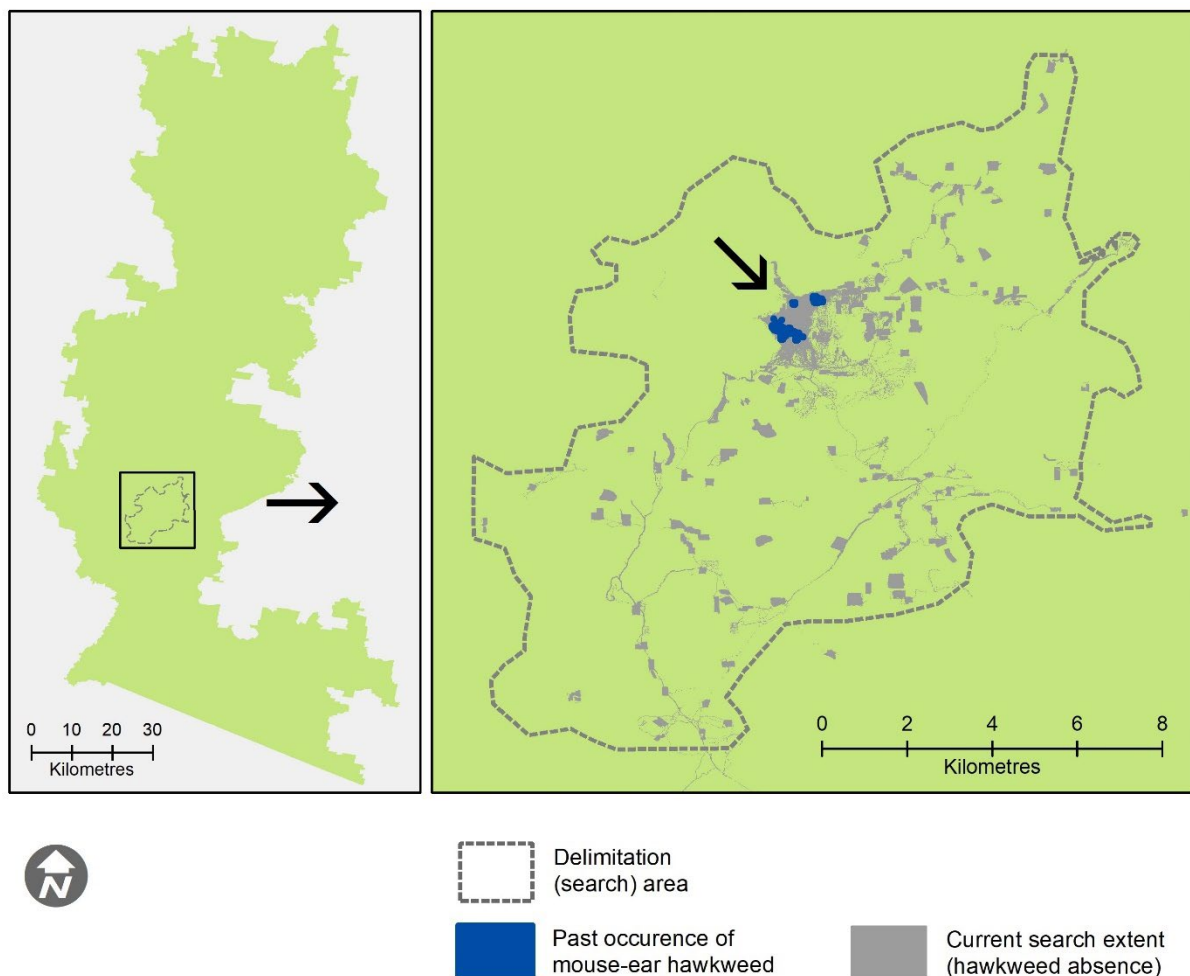 0 10 20 30
Kilometres
0 2 4 6 8
Kilometres
N
Delimitation
(search) area
Past occurence of
mouse-ear hawkweed
Current search extent
(hawkweed absence)